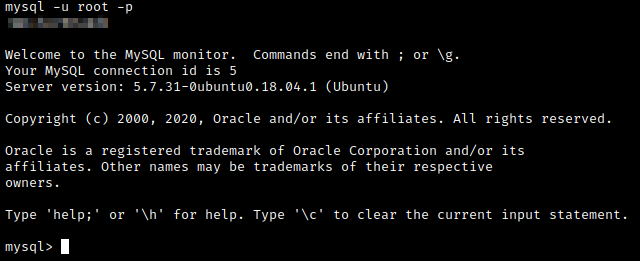 mysql -u root -p
Welcome to the MySQL monitor.  Commands end with ; or \g.
Your MySQL connection id is 5
Server version: 5.7.31-0ubuntu0.18.04.1 (Ubuntu)
Copyright (c) 2000, 2020, Oracle and/or its affiliates. All rights reserved.
Oracle is a registered trademark of Oracle Corporation and/or its
affiliates. Other names may be trademarks of their respective
owners.
Type 'help;' or '\h' for help. Type '\c' to clear the current input statement.
mysql>